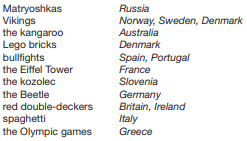 Matryoshkas Russia
Vikings Norway, Sweden, Denmark
the kangaroo Australia
Lego bricks Denmark
bullfights Spain, Portugal
the Eiffel Tower France
the kozolec Slovenia
the Beetle Germany
red double-deckers Britain, Ireland
spaghetti Italy
the Olympic games Greece